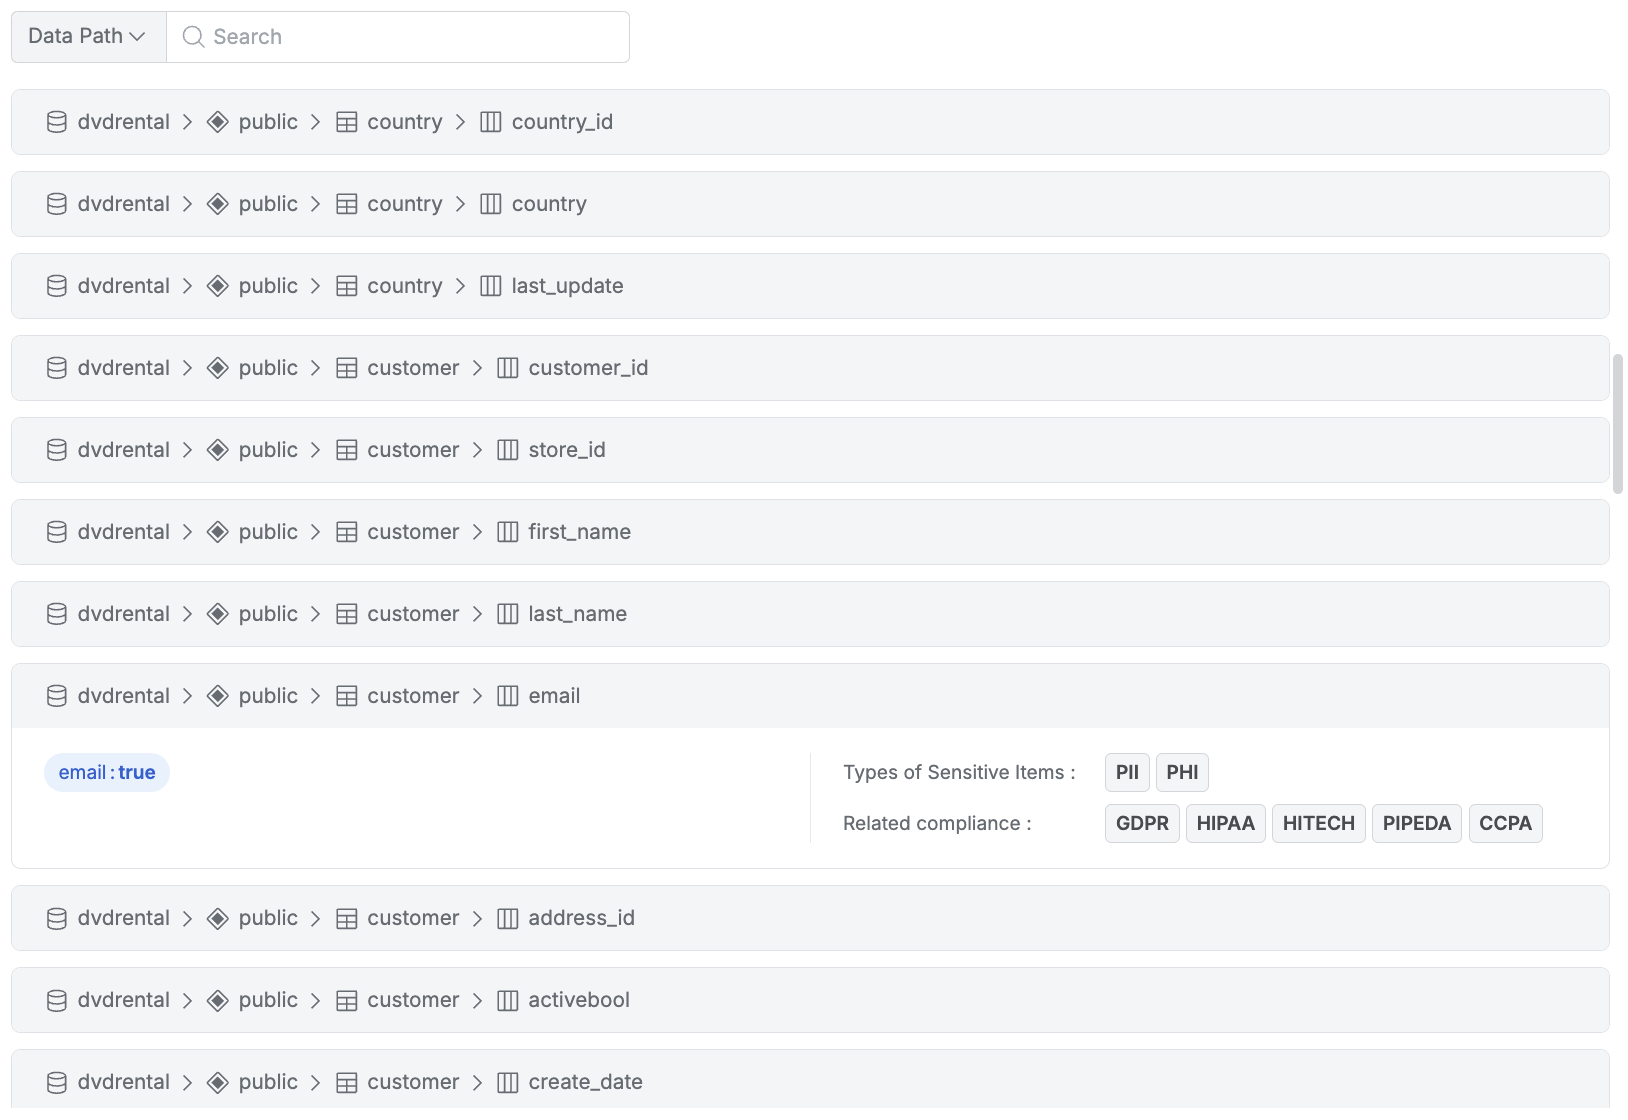 Data Path Search
dvdrental public country country_id
dvdrental public country country
dvdrental public country last_update
dvdrental public customer customer_id
dvdrental public customer store_id
dvdrental public customer first_name
dvdrental public customer last_name
dvdrental public customer email
email : true
Types of Sensitive Items : PII PHI
Related compliance : GDPR HIPAA HITECH PIPEDA CCPA
dvdrental public customer address_id
dvdrental public customer activebool
dvdrental public customer create_date